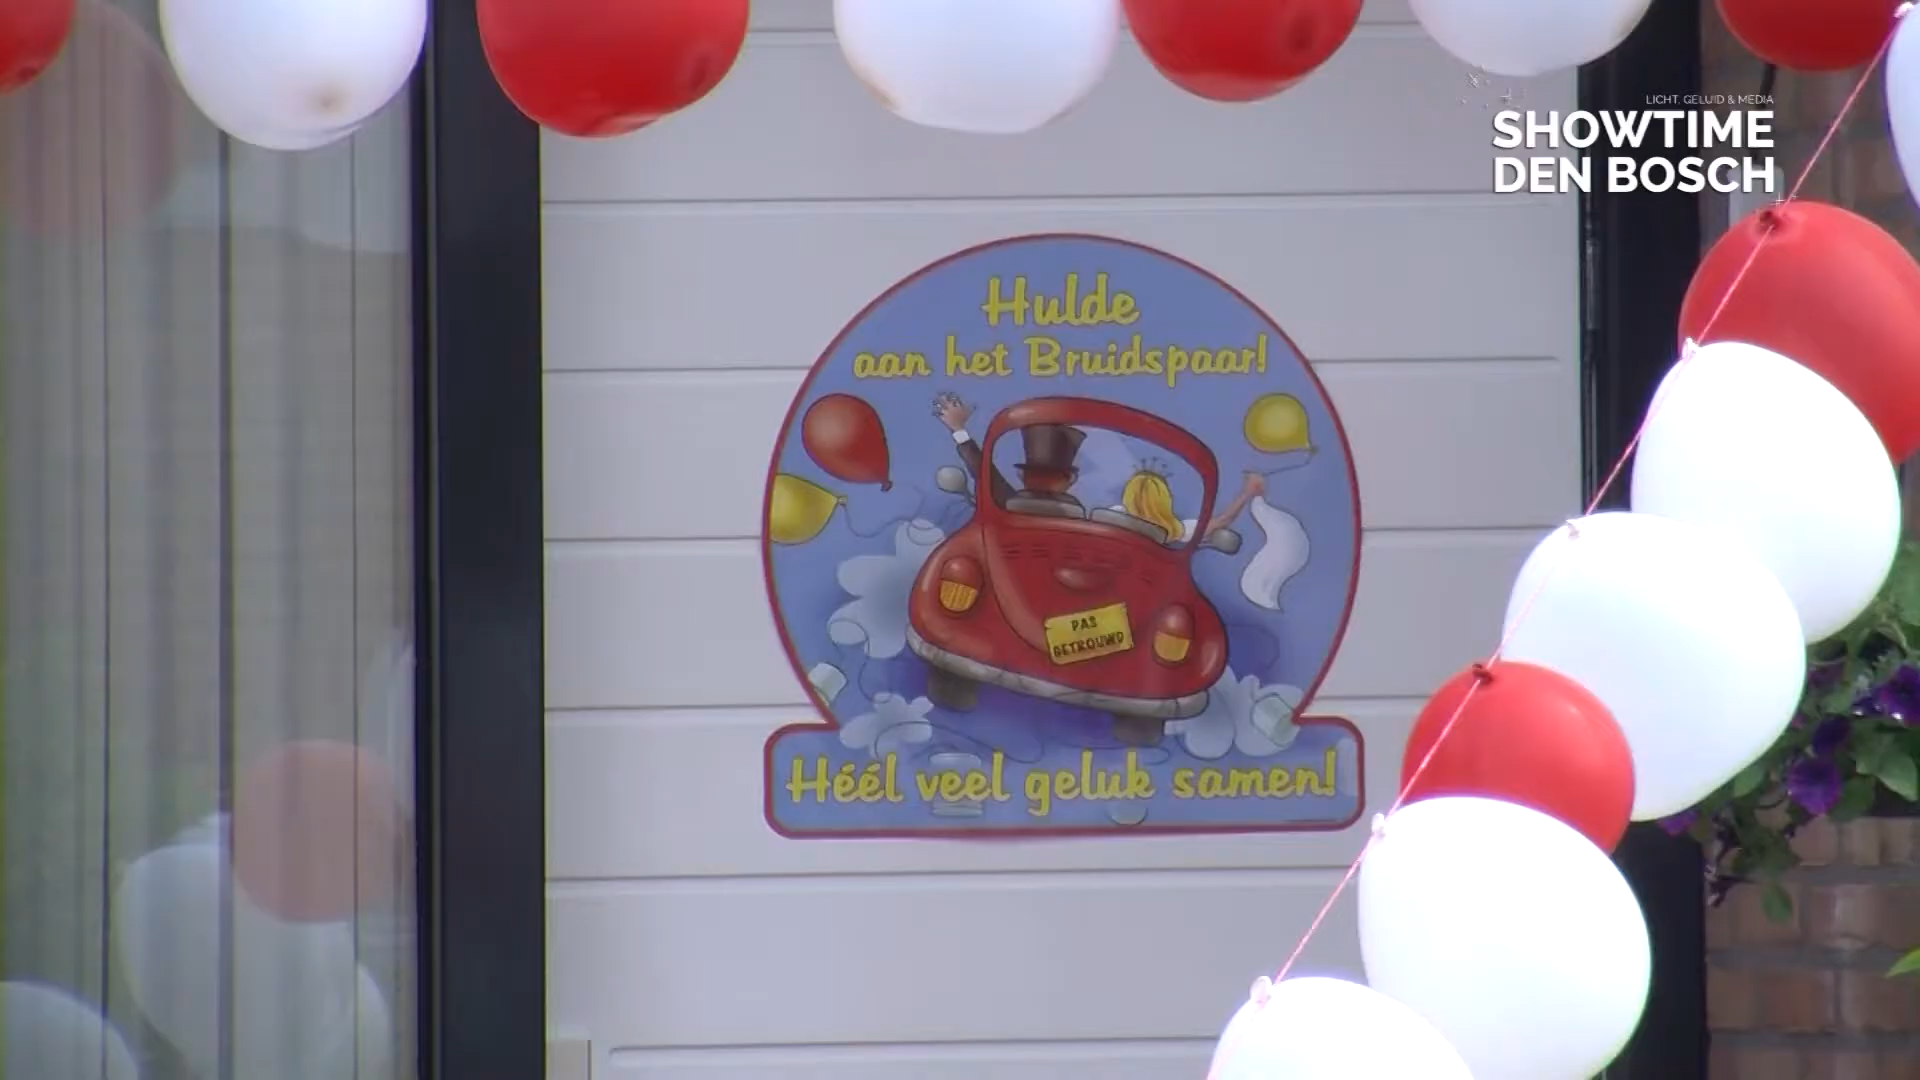 LICHT, GELUID & MEDIA
SHOWTIME
DEN BOSCH
Hulde
aan het Bruidspaar!
PAS
GETROUWD
Héél veel geluk samen!